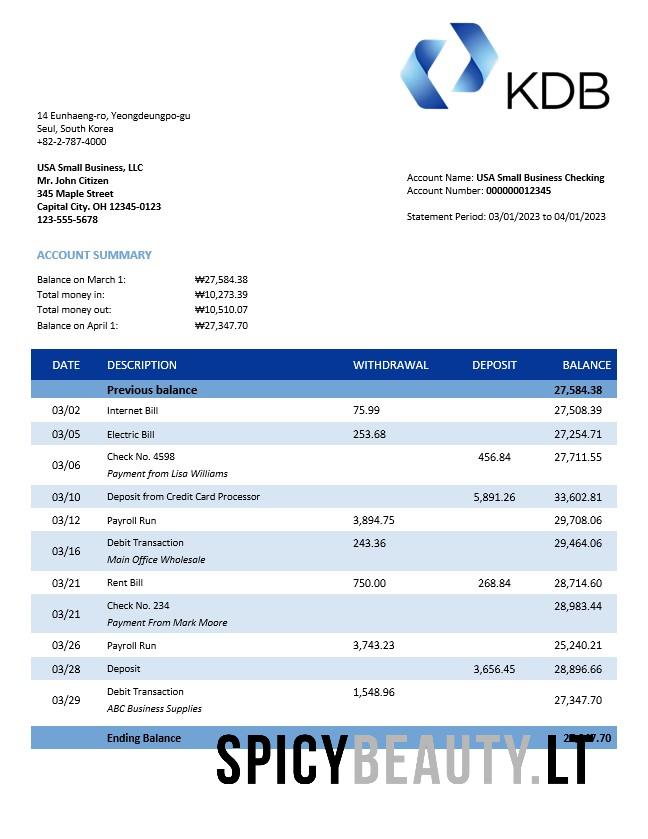 KDB
14 Eunhaeng-ro, Yeongdeungpo-gu
Seul, South Korea
+82-2-787-4000
USA Small Business, LLC
Mr. John Citizen
345 Maple Street
Capital City. OH 12345-0123
123-555-5678
Account Name: USA Small Business Checking
Account Number: 000000012345
Statement Period: 03/01/2023 to 04/01/2023
ACCOUNT SUMMARY
Balance on March 1: ₩27,584.38
Total money in: ₩10,273.39
Total money out: ₩10,510.07
Balance on April 1: ₩27,347.70
DATE DESCRIPTION WITHDRAWAL DEPOSIT BALANCE
Previous balance 27,584.38
03/02 Internet Bill 75.99 27,508.39
03/05 Electric Bill 253.68 27,254.71
03/06 Check No. 4598 456.84 27,711.55
Payment from Lisa Williams
03/10 Deposit from Credit Card Processor 5,891.26 33,602.81
03/12 Payroll Run 3,894.75 29,708.06
03/16 Debit Transaction 243.36 29,464.06
Main Office Wholesale
03/21 Rent Bill 750.00 268.84 28,714.60
03/21 Check No. 234 28,983.44
Payment From Mark Moore
03/26 Payroll Run 3,743.23 25,240.21
03/28 Deposit 3,656.45 28,896.66
03/29 Debit Transaction 1,548.96 27,347.70
ABC Business Supplies
Ending Balance
SPICYBEAUTY.LT